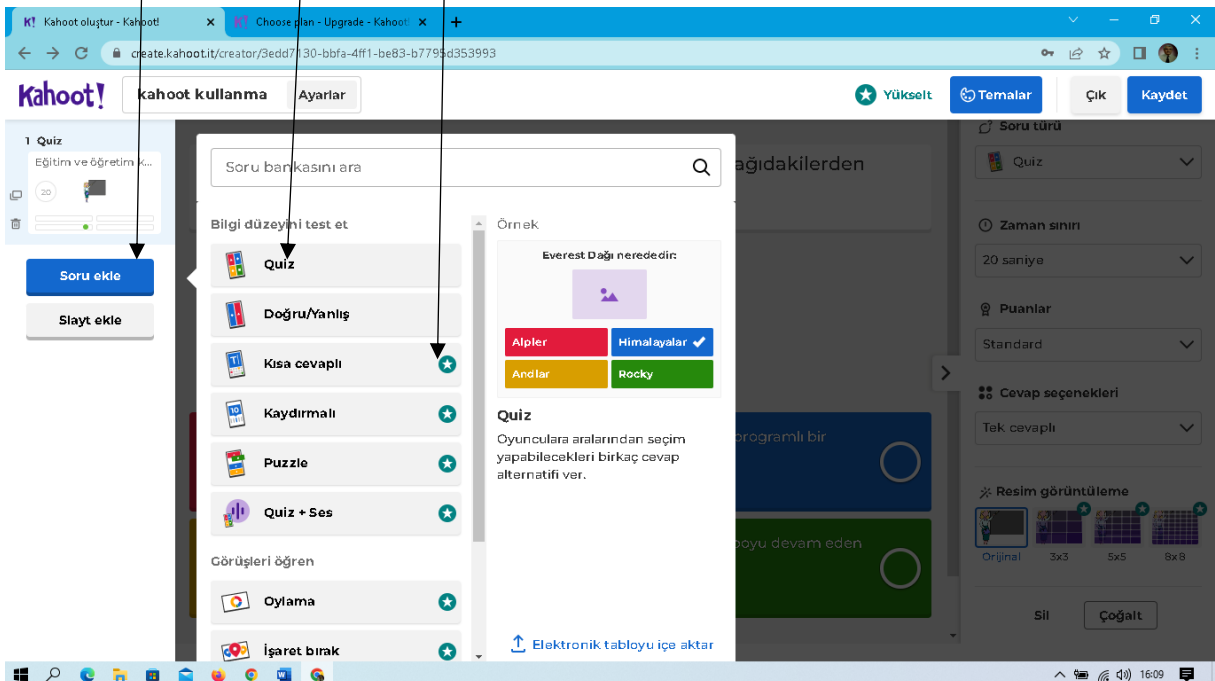 Kahoot oluştur - Kahoot!
Choose plan - Upgrade - Kahoot!
create.kahoot.it/creator/3edd7130-bbfa-4ff1-be83-b7795d353993
Kahoot!
kahoot kullanma
Ayarlar
Yükselt
Temalar
Çık
Kaydet
1 Quiz
Eğitim ve öğretim k...
20
Soru ekle
Slayt ekle
Soru bankasını ara
Bilgi düzeyini test et
Quiz
Doğru/Yanlış
Kısa cevaplı
Kaydırmalı
Puzzle
Quiz + Ses
Görüşleri öğren
Oylama
İşaret bırak
Örnek
Everest Dağı nerededir:
Alpler
Himalayalar
Andlar
Rocky
Quiz
Oyunculara aralarından seçim
yapabilecekleri birkaç cevap
alternatifi ver.
Elektronik tabloyu içe aktar
ağıdakilerden
programlı bir
boyu devam eden
Soru türü
Quiz
Zaman sınırı
20 saniye
Puanlar
Standard
Cevap seçenekleri
Tek cevaplı
Resim görüntüleme
Orijinal
3x3
5x5
8x8
Sil
Çoğalt
16:09